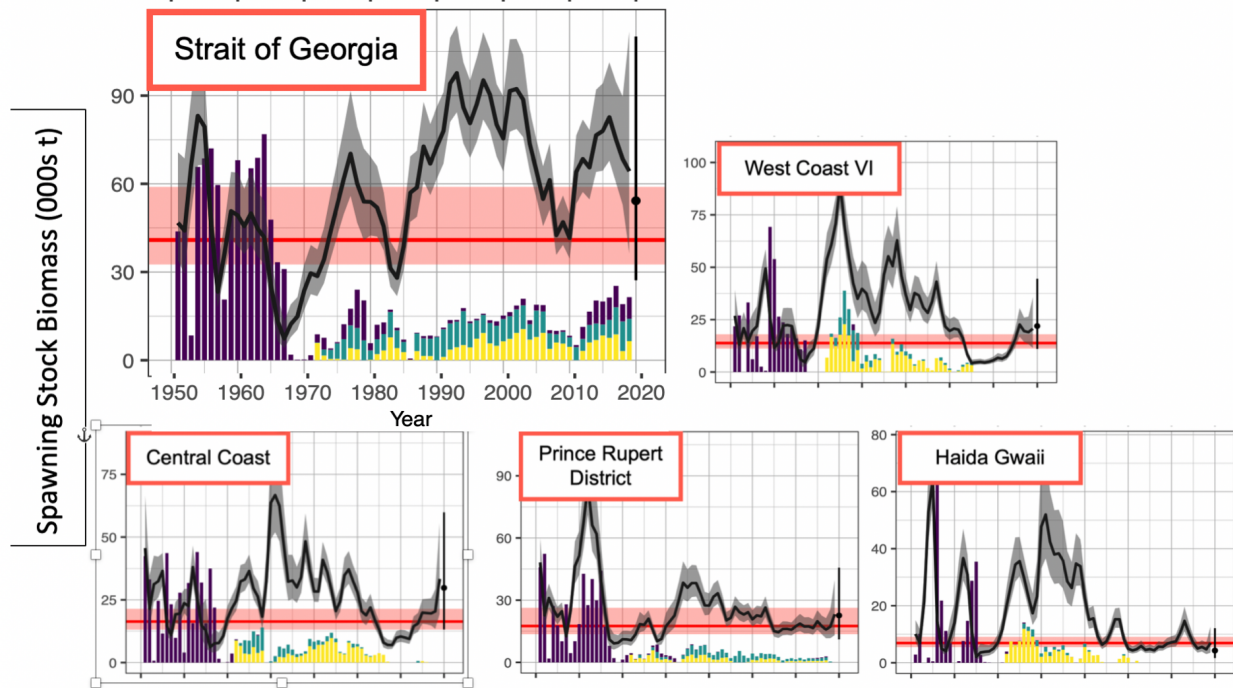 Strait of Georgia
90
60
30
0
1950 1960 1970 1980 1990 2000 2010 2020
Year
Spawning Stock Biomass (000s t)
West Coast VI
100
75
50
25
0
Central Coast
75
50
25
0
Prince Rupert
District
90
60
30
0
Haida Gwaii
80
60
40
20
0